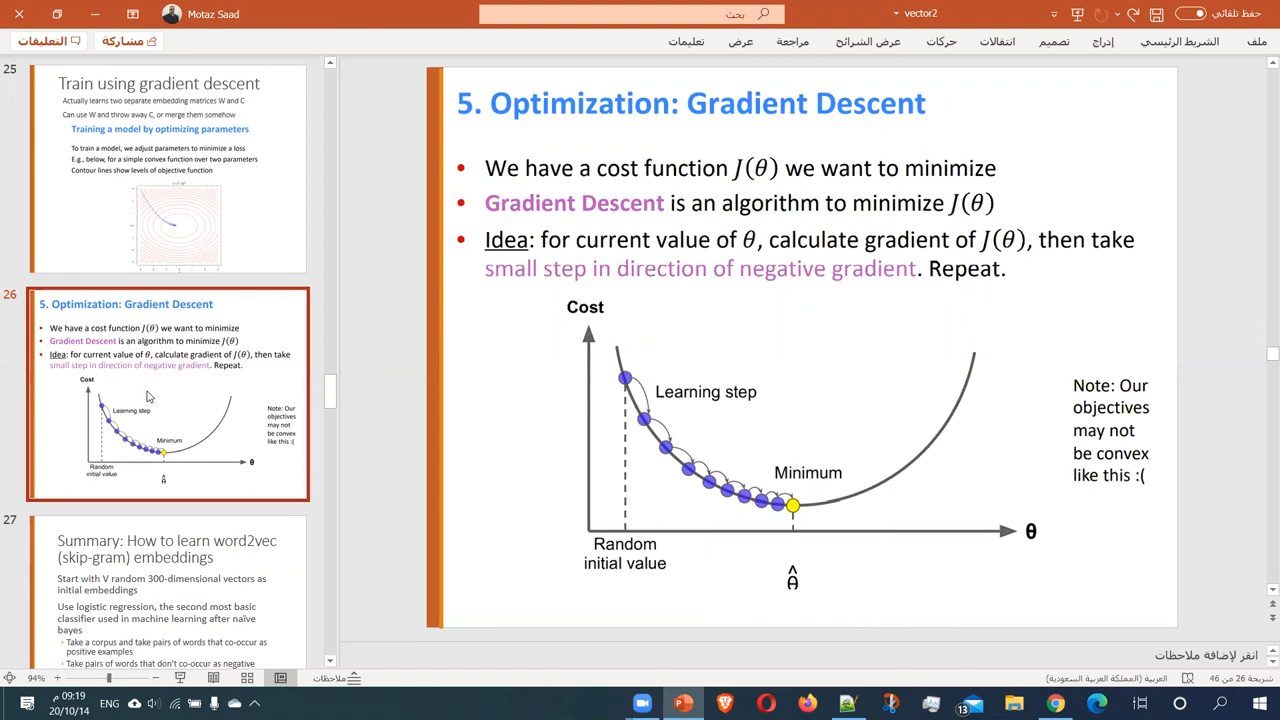 Motaz Saad
بحث
vector2
حفظ تلقائي
ملف
الشريط الرئيسي
إدراج
تصميم
انتقالات
حركات
عرض الشرائح
مراجعة
عرض
تعليمات
مشاركة
التعليقات
25
Train using gradient descent
Actually learns two separate embedding matrices W and C
Can use W and throw away C, or merge them somehow
Training a model by optimizing parameters
To train a model, we adjust parameters to minimize a loss
E.g., below, for a simple convex function over two parameters
Contour lines show levels of objective function
26
5. Optimization: Gradient Descent
• We have a cost function J(θ) we want to minimize
• Gradient Descent is an algorithm to minimize J(θ)
• Idea: for current value of θ, calculate gradient of J(θ), then take
small step in direction of negative gradient. Repeat.
Cost
Learning step
Minimum
Random
initial value
θ̂
θ
Note: Our
objectives
may not
be convex
like this :(
27
Summary: How to learn word2vec
(skip-gram) embeddings
Start with V random 300-dimensional vectors as
initial embeddings
Use logistic regression, the second most basic
classifier used in machine learning after naïve
bayes
Take a corpus and take pairs of words that co-occur as
positive examples
Take pairs of words that don't co-occur as negative
5. Optimization: Gradient Descent
• We have a cost function J(θ) we want to minimize
• Gradient Descent is an algorithm to minimize J(θ)
• Idea: for current value of θ, calculate gradient of J(θ), then take
small step in direction of negative gradient. Repeat.
Cost
Learning step
Minimum
Random
initial value
θ̂
θ
Note: Our
objectives
may not
be convex
like this :(
انقر لإضافة ملاحظات
شريحة 26 من 46
العربية (المملكة العربية السعودية)
ملاحظات
94%
09:19 م
20/10/14
ENG
13